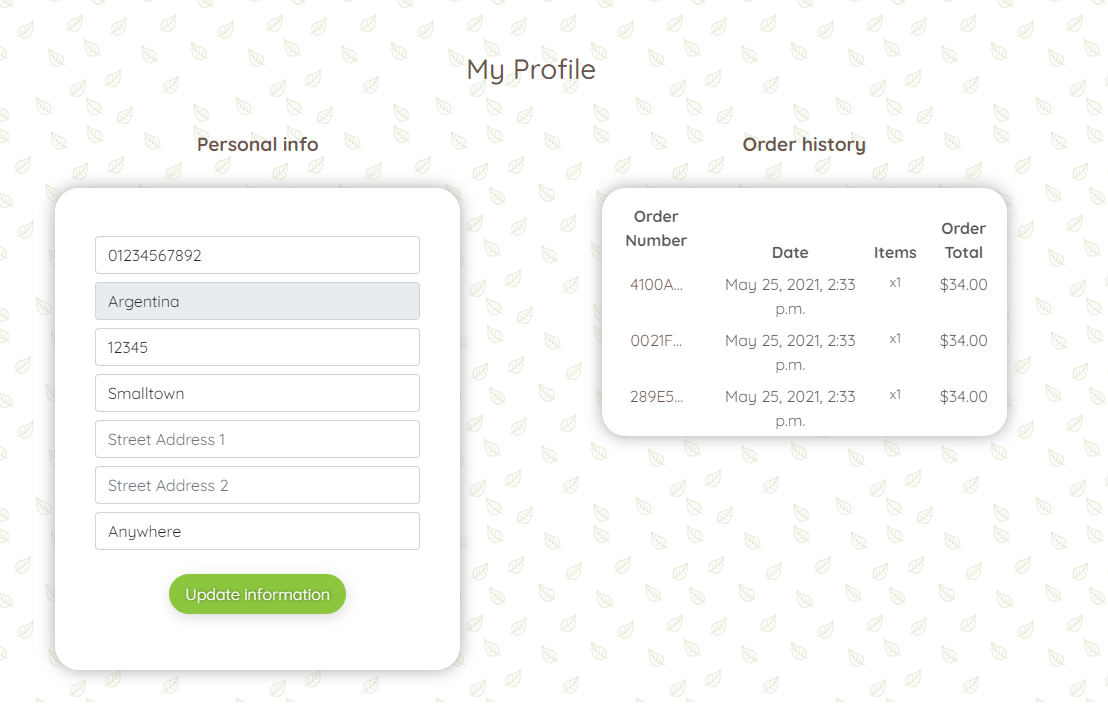 My Profile
Personal info
01234567892
Argentina
12345
Smalltown
Street Address 1
Street Address 2
Anywhere
Update information
Order history
Order
Number
Date
Items
Order
Total
4100A...
May 25, 2021, 2:33
p.m.
x1
$34.00
0021F...
May 25, 2021, 2:33
p.m.
x1
$34.00
289E5...
May 25, 2021, 2:33
p.m.
x1
$34.00